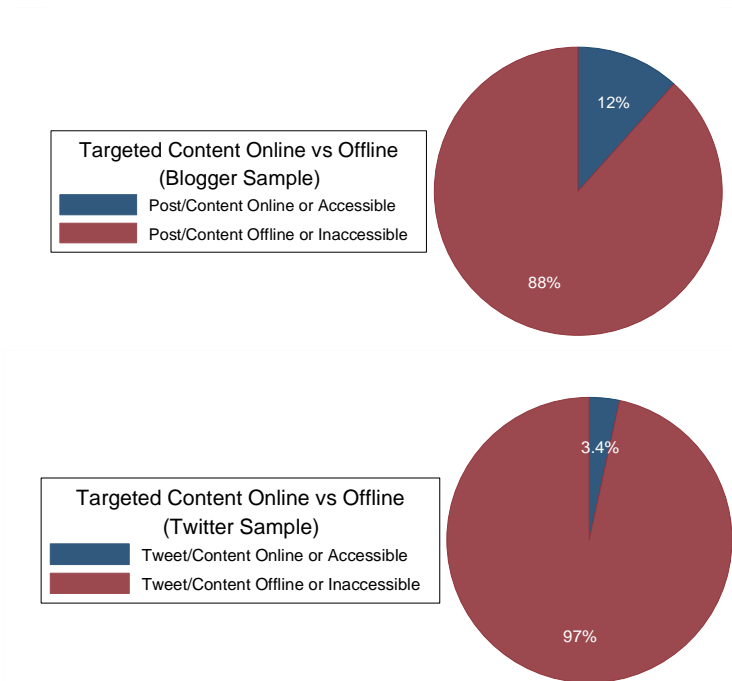 Targeted Content Online vs Offline
(Blogger Sample)
Post/Content Online or Accessible
Post/Content Offline or Inaccessible
12%
88%
Targeted Content Online vs Offline
(Twitter Sample)
Tweet/Content Online or Accessible
Tweet/Content Offline or Inaccessible
3.4%
97%